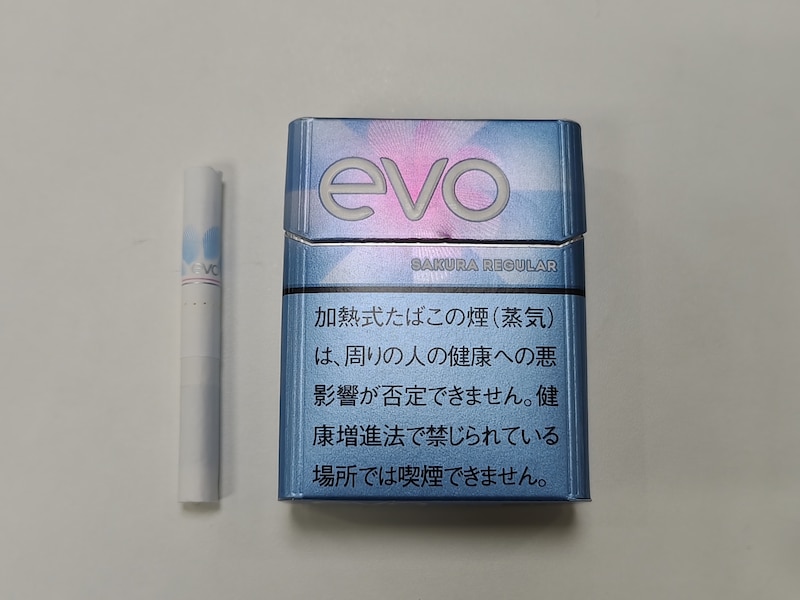 evo
evo
SAKURA REGULAR
加熱式たばこの煙（蒸気）
は、周りの人の健康への悪
影響が否定できません。健
康増進法で禁じられている
場所では喫煙できません。